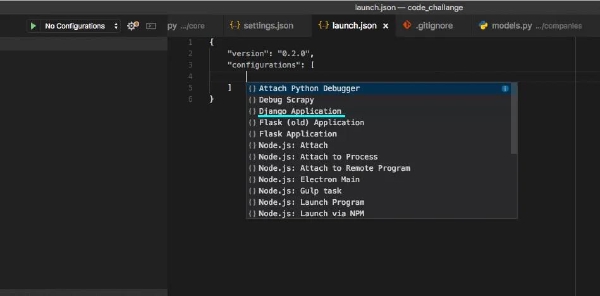 launch.json — code_challange
No Configurations
py .../core
settings.json
launch.json
.gitignore
models.py .../companies
1 {
2 "version": "0.2.0",
3 "configurations": [
4
5 ]
6 }
Attach Python Debugger
Debug Scrapy
Django Application
Flask (old) Application
Flask Application
Node.js: Attach
Node.js: Attach to Process
Node.js: Attach to Remote Program
Node.js: Electron Main
Node.js: Gulp task
Node.js: Launch Program
Node.js: Launch via NPM